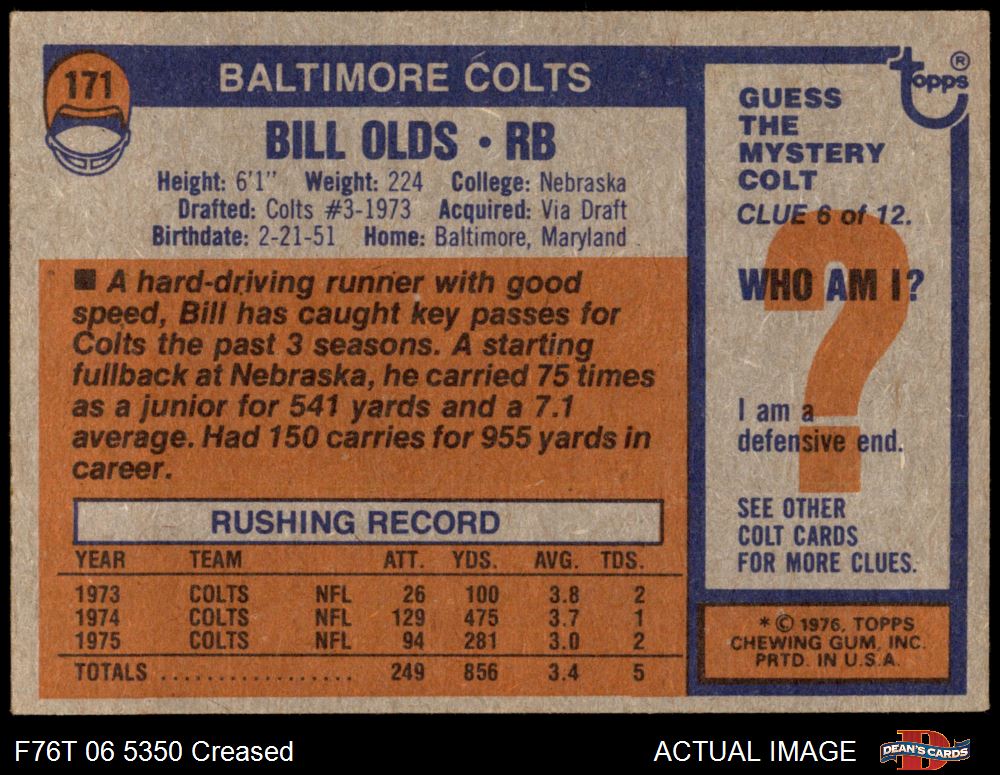 171
BALTIMORE COLTS
BILL OLDS • RB
Height: 6'1" Weight: 224 College: Nebraska
Drafted: Colts #3-1973 Acquired: Via Draft
Birthdate: 2-21-51 Home: Baltimore, Maryland
■ A hard-driving runner with good
speed, Bill has caught key passes for
Colts the past 3 seasons. A starting
fullback at Nebraska, he carried 75 times
as a junior for 541 yards and a 7.1
average. Had 150 carries for 955 yards in
career.
RUSHING RECORD
YEAR TEAM ATT. YDS. AVG. TDS.
1973 COLTS NFL 26 100 3.8 2
1974 COLTS NFL 129 475 3.7 1
1975 COLTS NFL 94 281 3.0 2
TOTALS .................. 249 856 3.4 5
topps ®
GUESS
THE
MYSTERY
COLT
CLUE 6 of 12.
?
WHO AM I?
I am a
defensive end.
SEE OTHER
COLT CARDS
FOR MORE CLUES.
* © 1976, TOPPS
CHEWING GUM, INC.
PRTD. IN U.S.A.
F76T 06 5350 Creased
ACTUAL IMAGE
D
DEAN'S CARDS